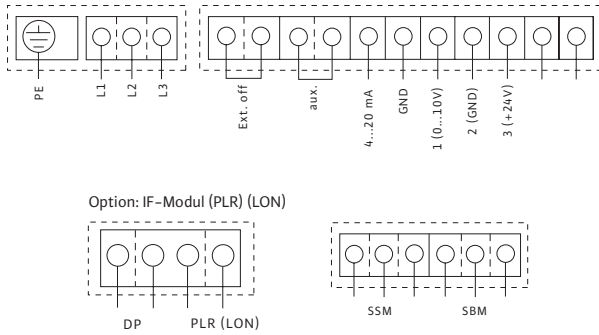 PE
L1
L2
L3
Ext. off
aux.
4...20 mA
GND
1 (0...10V)
2 (GND)
3 (+24V)
Option: IF-Modul (PLR) (LON)
DP
PLR (LON)
SSM
SBM